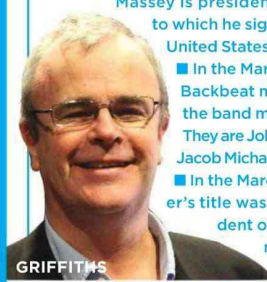 Massey is presiden
to which he sig
United States
■ In the Mar
Backbeat n
the band m
They are Jol
Jacob Micha
■ In the Marc
er's title was
dent o
GRIFFITHS